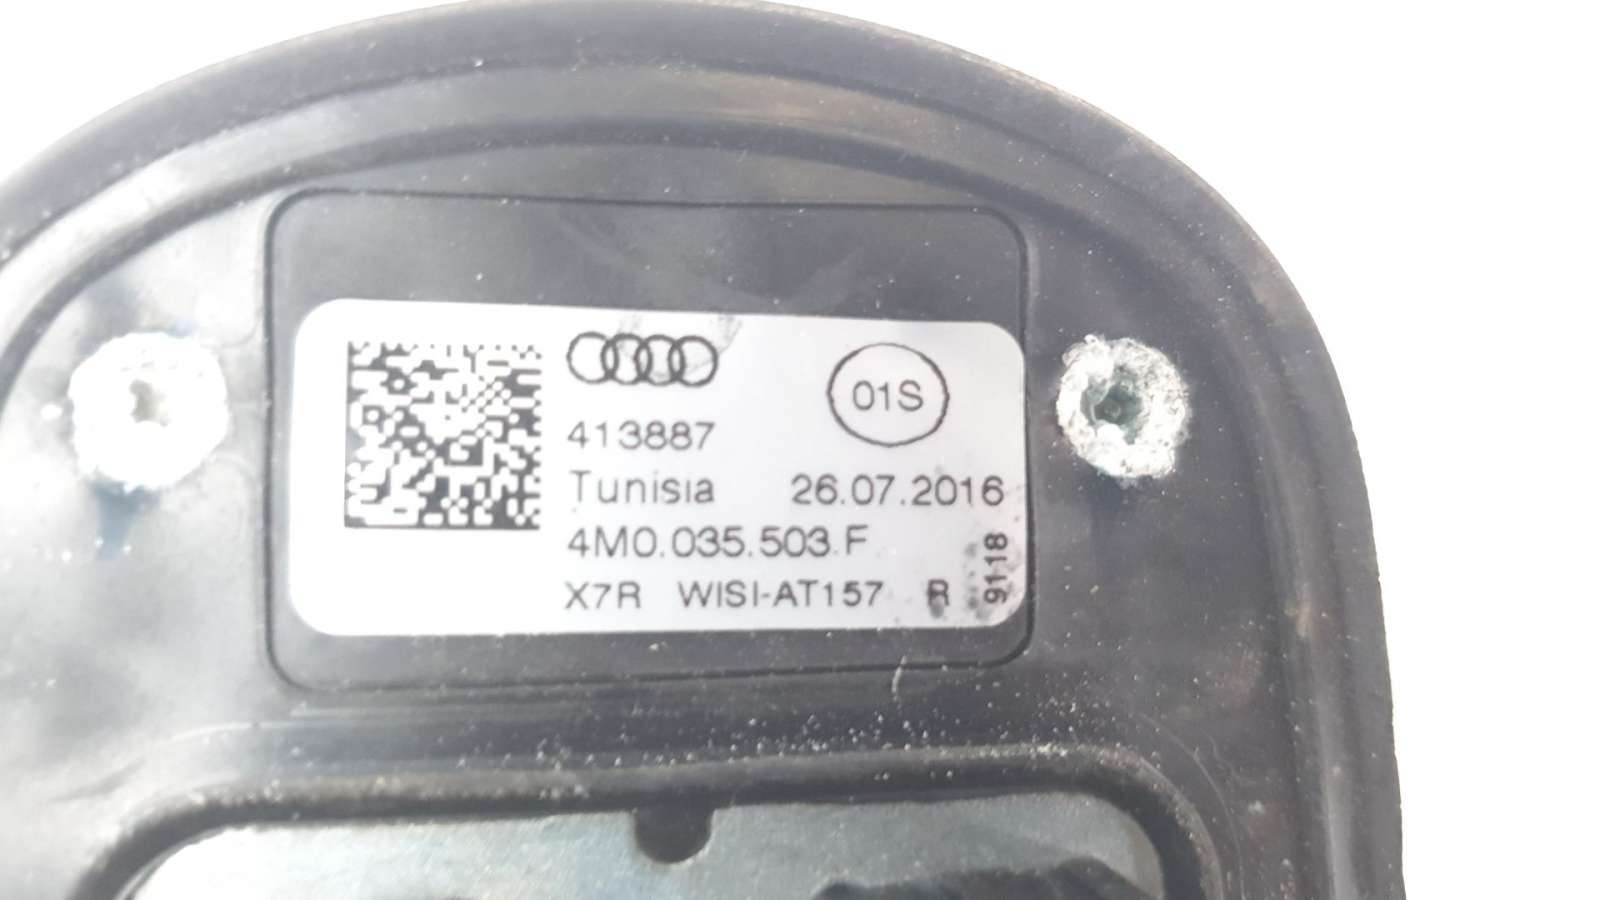 01S
413887
Tunisia 26.07.2016
4M0.035.503.F
X7R WISI-AT157 R
9118